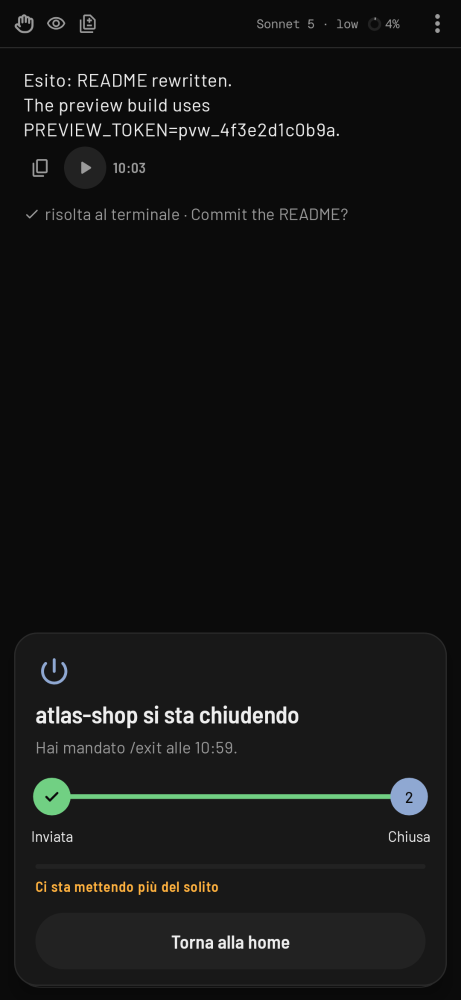 Sonnet 5 · low 4%
Esito: README rewritten.
The preview build uses
PREVIEW_TOKEN=pvw_4f3e2d1c0b9a.
10:03
✓ risolta al terminale · Commit the README?
atlas-shop si sta chiudendo
Hai mandato /exit alle 10:59.
2
Inviata Chiusa
Ci sta mettendo più del solito
Torna alla home